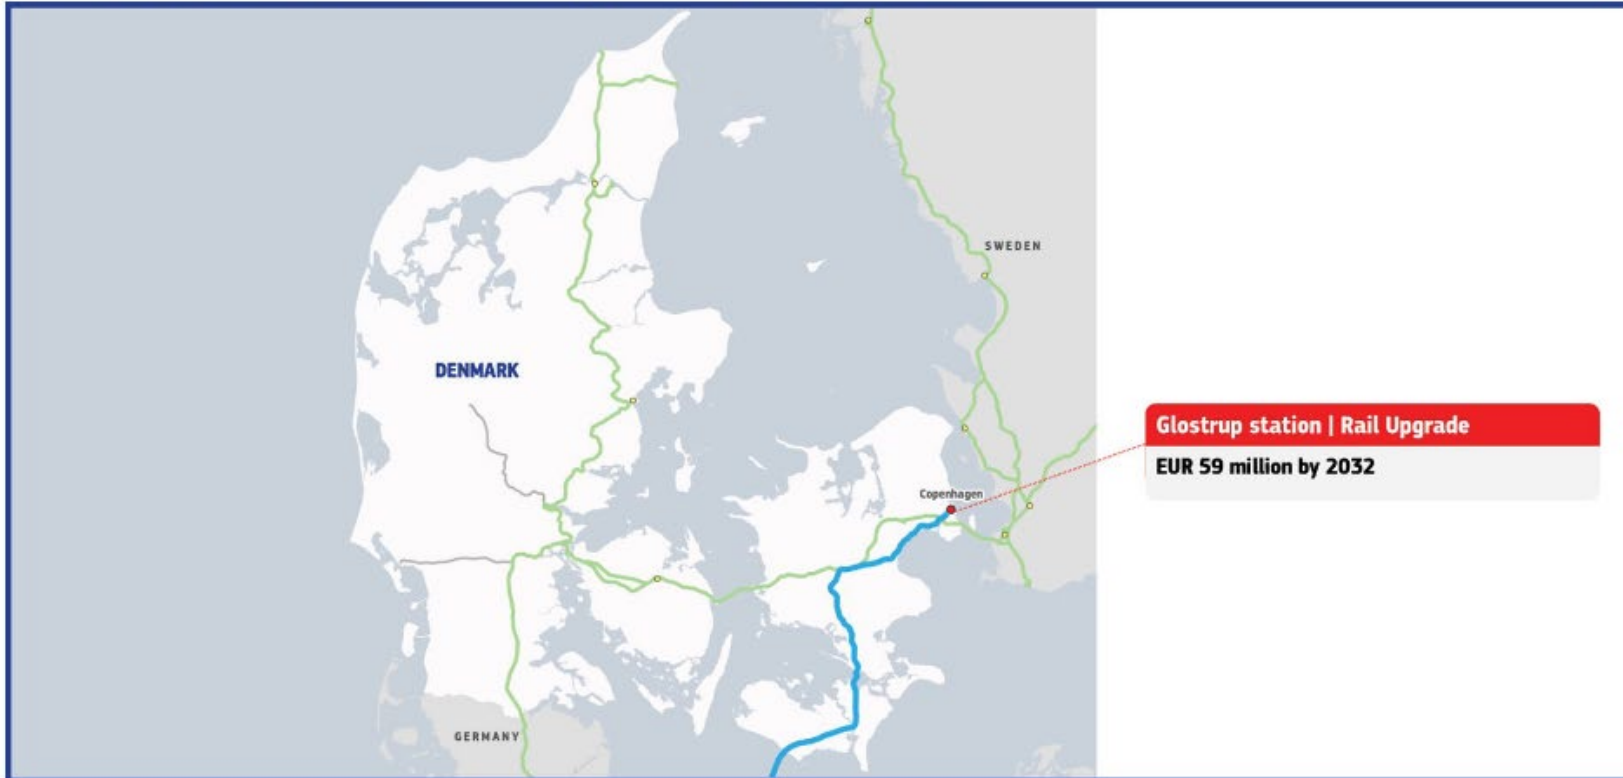 SWEDEN
DENMARK
Glostrup station | Rail Upgrade
EUR 59 million by 2032
Copenhagen
GERMANY